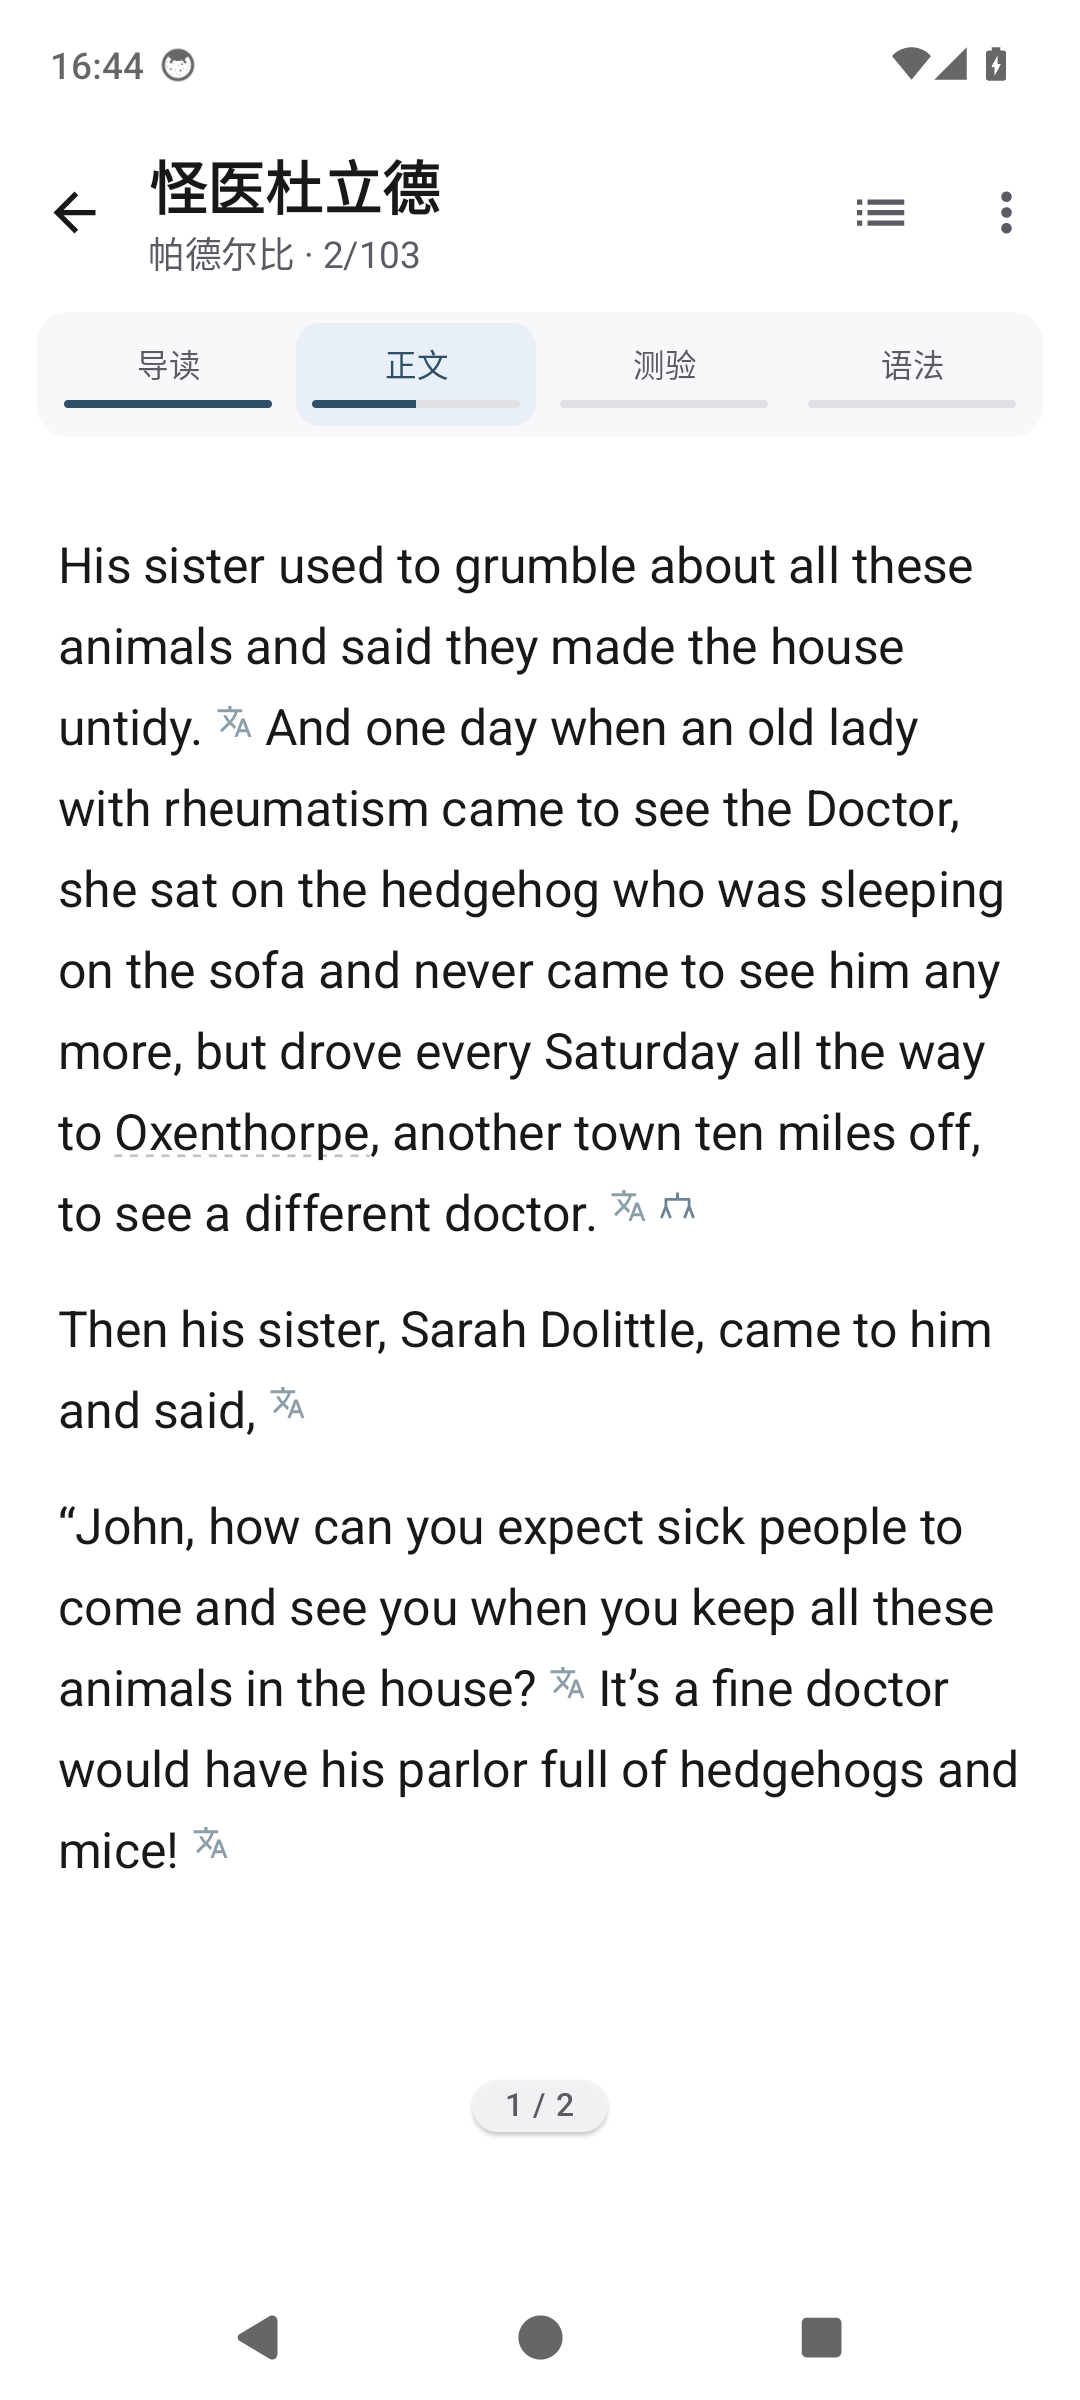 16:44
怪医杜立德
帕德尔比 · 2/103
导读 正文 测验 语法
His sister used to grumble about all these
animals and said they made the house
untidy. And one day when an old lady
with rheumatism came to see the Doctor,
she sat on the hedgehog who was sleeping
on the sofa and never came to see him any
more, but drove every Saturday all the way
to Oxenthorpe, another town ten miles off,
to see a different doctor.
Then his sister, Sarah Dolittle, came to him
and said,
“John, how can you expect sick people to
come and see you when you keep all these
animals in the house? It’s a fine doctor
would have his parlor full of hedgehogs and
mice!
1 / 2